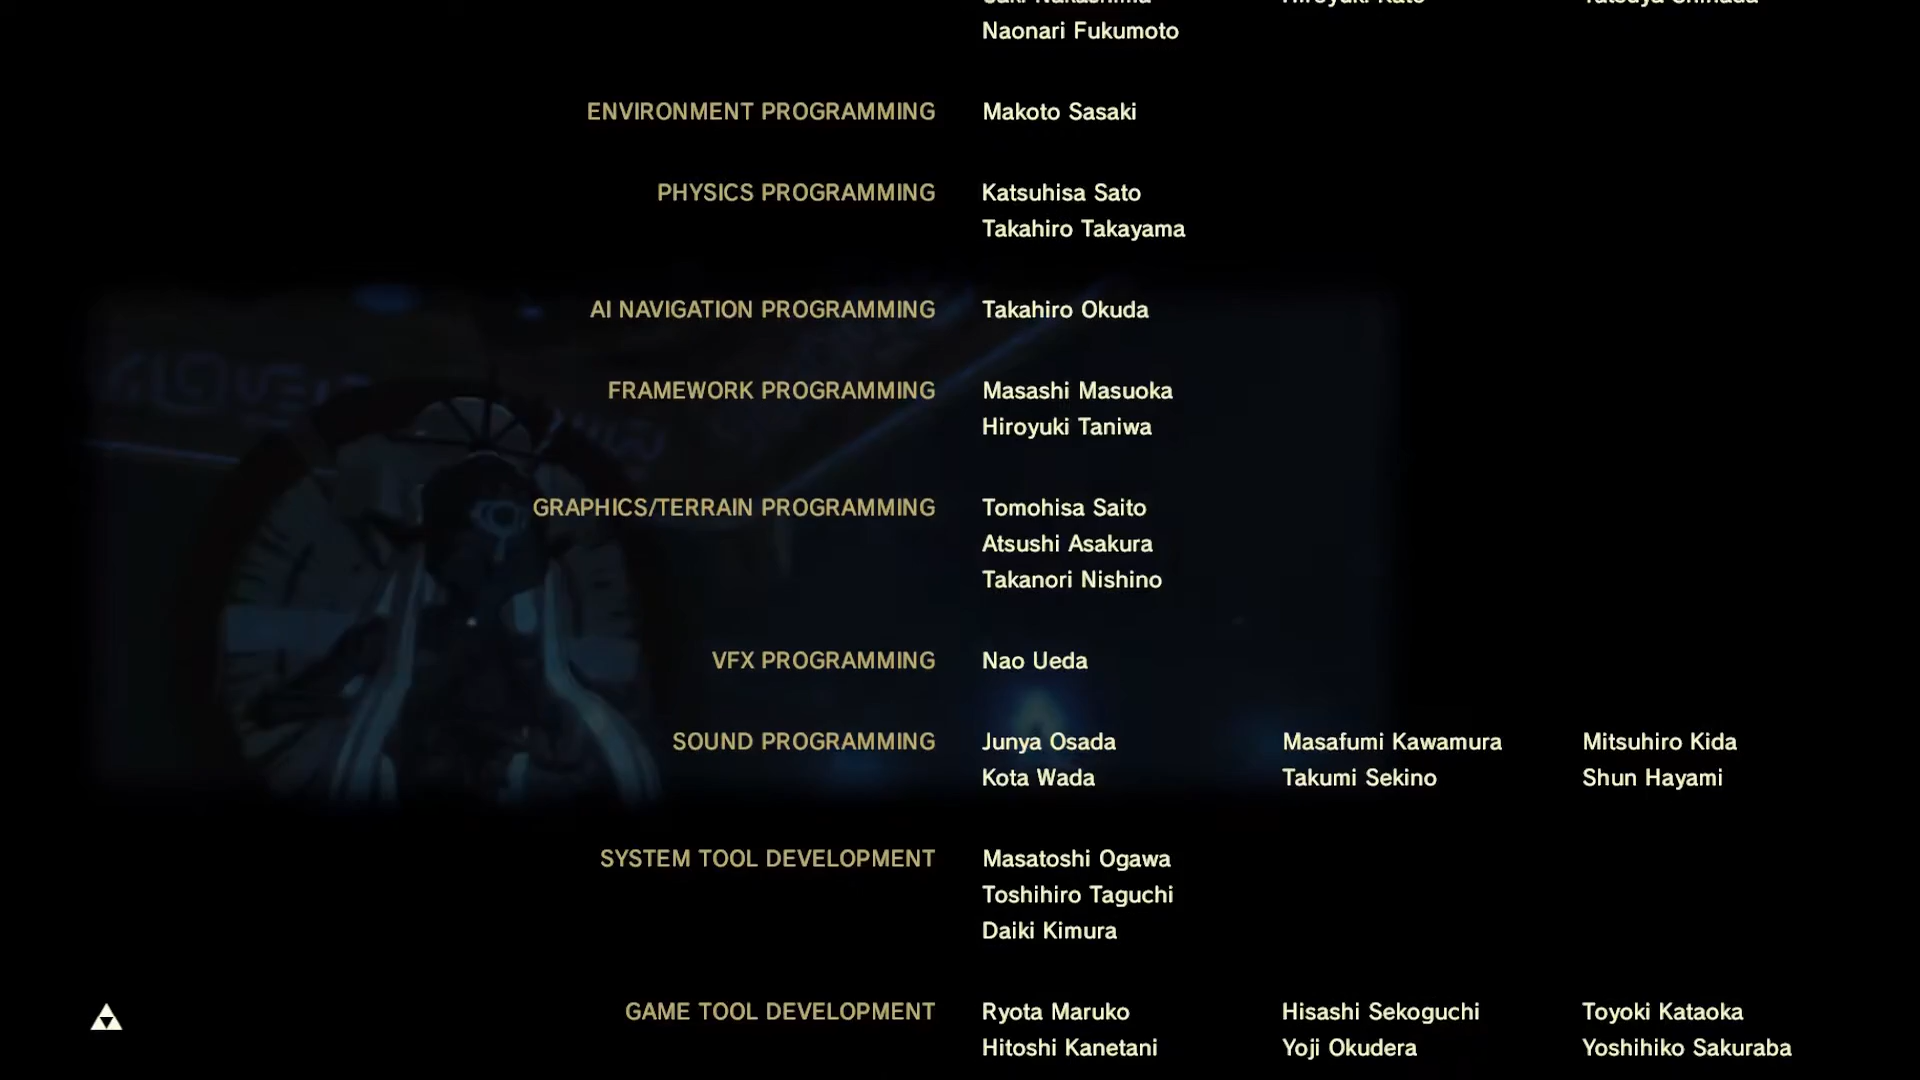 Naonari Fukumoto
ENVIRONMENT PROGRAMMING Makoto Sasaki
PHYSICS PROGRAMMING Katsuhisa Sato
Takahiro Takayama
AI NAVIGATION PROGRAMMING Takahiro Okuda
FRAMEWORK PROGRAMMING Masashi Masuoka
Hiroyuki Taniwa
GRAPHICS/TERRAIN PROGRAMMING Tomohisa Saito
Atsushi Asakura
Takanori Nishino
VFX PROGRAMMING Nao Ueda
SOUND PROGRAMMING Junya Osada Masafumi Kawamura Mitsuhiro Kida
Kota Wada Takumi Sekino Shun Hayami
SYSTEM TOOL DEVELOPMENT Masatoshi Ogawa
Toshihiro Taguchi
Daiki Kimura
GAME TOOL DEVELOPMENT Ryota Maruko Hisashi Sekoguchi Toyoki Kataoka
Hitoshi Kanetani Yoji Okudera Yoshihiko Sakuraba